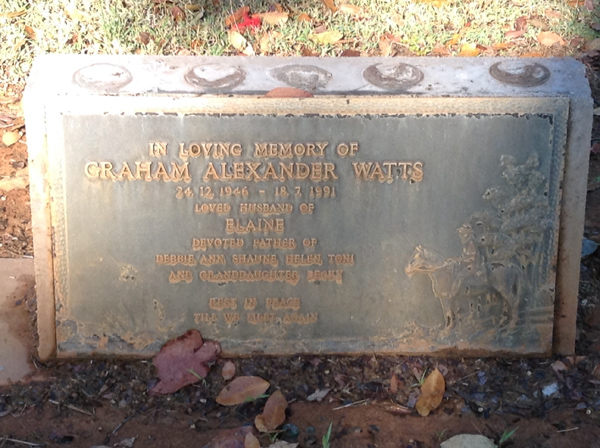 IN LOVING MEMORY OF
GRAHAM ALEXANDER WATTS
24.12.1946 - 18.7.1991
LOVED HUSBAND OF
ELAINE
DEVOTED FATHER OF
DEBBIE, ANN, SHAUNE, HELEN, TONI
AND GRANDDAUGHTER BECKY
REST IN PEACE
TILL WE MEET AGAIN